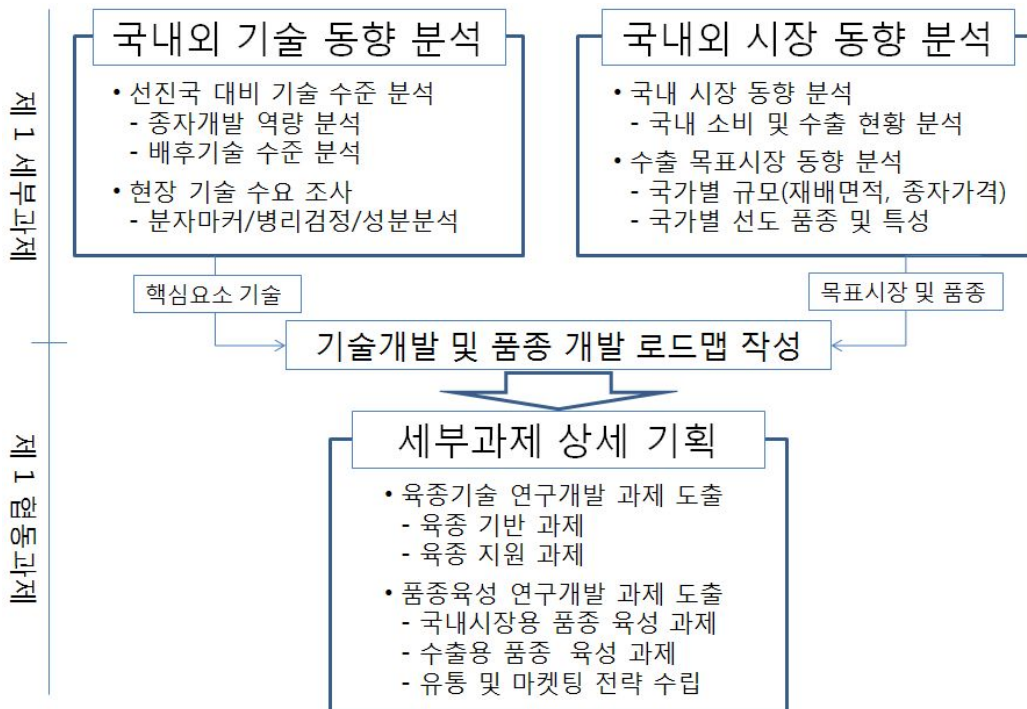 제 1 세부과제
국내외 기술 동향 분석
• 선진국 대비 기술 수준 분석
- 종자개발 역량 분석
- 배후기술 수준 분석
• 현장 기술 수요 조사
- 분자마커/병리검정/성분분석
국내외 시장 동향 분석
• 국내 시장 동향 분석
- 국내 소비 및 수출 현황 분석
• 수출 목표시장 동향 분석
- 국가별 규모(재배면적, 종자가격)
- 국가별 선도 품종 및 특성
핵심요소 기술
목표시장 및 품종
기술개발 및 품종 개발 로드맵 작성
제 1 협동과제
세부과제 상세 기획
• 육종기술 연구개발 과제 도출
- 육종 기반 과제
- 육종 지원 과제
• 품종육성 연구개발 과제 도출
- 국내시장용 품종 육성 과제
- 수출용 품종 육성 과제
- 유통 및 마켓팅 전략 수립